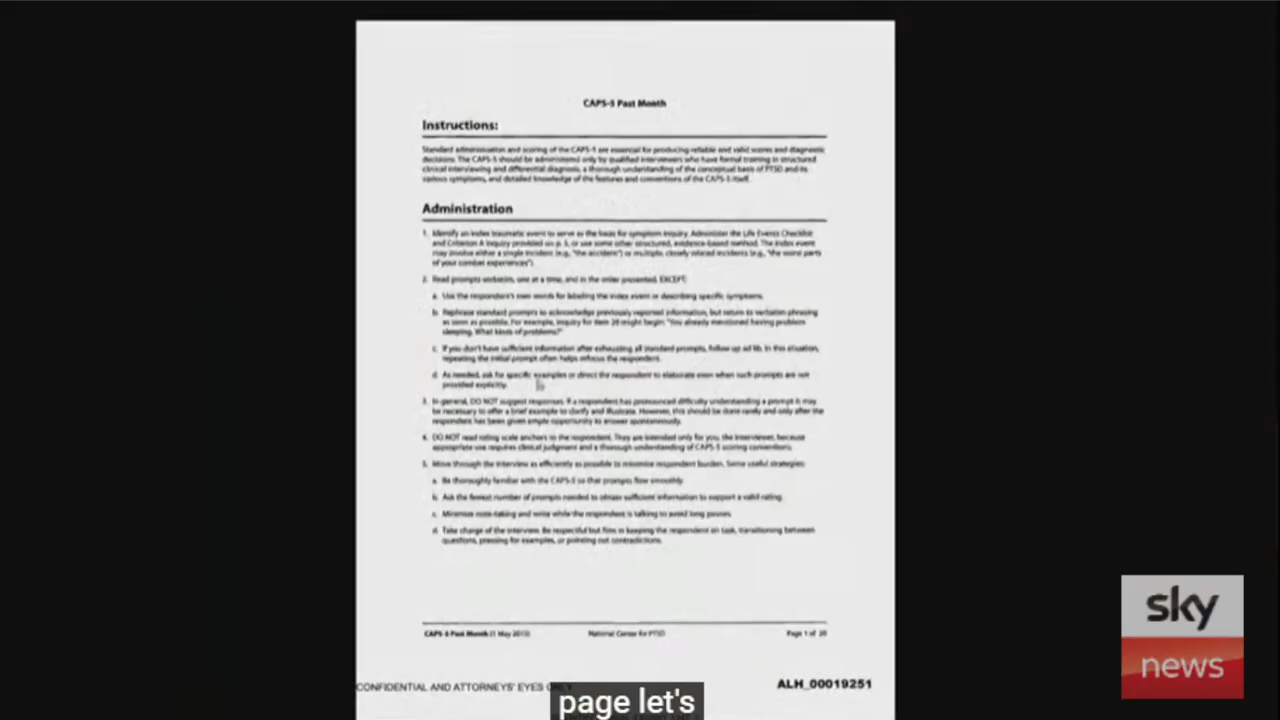 CAPS-5 Past Month
Instructions:
Standard administration and scoring of the CAPS-5 are essential for producing reliable and valid scores and diagnostic
decisions. The CAPS-5 should be administered only by qualified interviewers who have formal training in structured
clinical interviewing and differential diagnosis, a thorough understanding of the conceptual basis of PTSD and its
various symptoms, and detailed knowledge of the features and conventions of the CAPS-5 itself.
Administration
1. Identify an index traumatic event to serve as the basis for symptom inquiry. Administer the Life Events Checklist
and Criterion A inquiry provided on p. 5, or use some other structured, evidence-based method. The index event
may involve either a single incident (e.g., "the accident") or multiple, closely related incidents (e.g., "the worst parts
of your combat experiences").
2. Read prompts verbatim, one at a time, and in the order presented, EXCEPT:
a. Use the respondent's own words for labeling the index event or describing specific symptoms.
b. Rephrase standard prompts to acknowledge previously reported information, but return to verbatim phrasing
as soon as possible. For example, inquiry for item 20 might begin: "You already mentioned having problem
sleeping. What kinds of problems?"
c. If you don't have sufficient information after exhausting all standard prompts, follow up ad lib. In this situation,
repeating the initial prompt often helps refocus the respondent.
d. As needed, ask for specific examples or direct the respondent to elaborate even when such prompts are not
provided explicitly.
3. In general, DO NOT suggest responses. If a respondent has pronounced difficulty understanding a prompt it may
be necessary to offer a brief example to clarify and illustrate. However, this should be done rarely and only after the
respondent has been given ample opportunity to answer spontaneously.
4. DO NOT read rating scale anchors to the respondent. They are intended only for you, the interviewer, because
appropriate use requires clinical judgment and a thorough understanding of CAPS-5 scoring conventions.
5. Move through the interview as efficiently as possible to minimize respondent burden. Some useful strategies:
a. Be thoroughly familiar with the CAPS-5 so that prompts flow smoothly.
b. Ask the fewest number of prompts needed to obtain sufficient information to support a valid rating.
c. Minimize note-taking and write while the respondent is talking to avoid long pauses.
d. Take charge of the interview. Be respectful but firm in keeping the respondent on task, transitioning between
questions, pressing for examples, or pointing out contradictions.
CAPS-5 Past Month (1 May 2015) National Center for PTSD Page 1 of 20
CONFIDENTIAL AND ATTORNEYS' EYES
ALH_00019251
page let's
sky
news